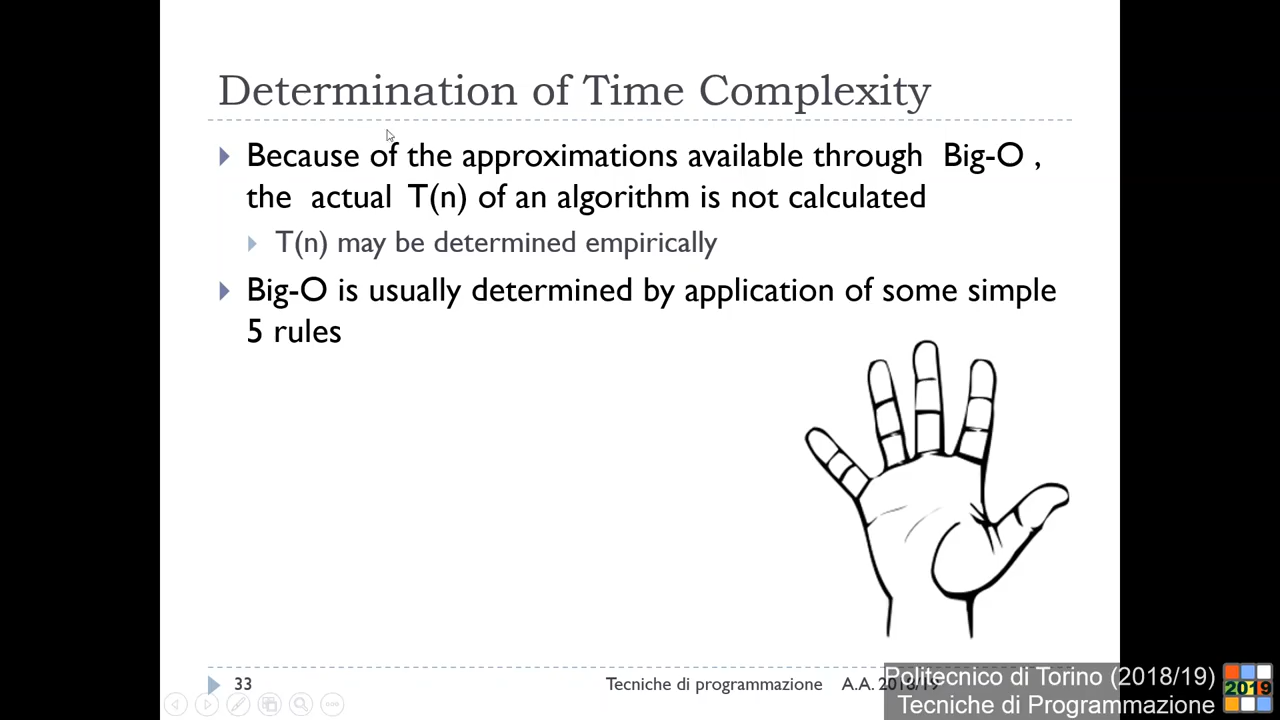 Determination of Time Complexity
Because of the approximations available through Big-O ,
the actual T(n) of an algorithm is not calculated
T(n) may be determined empirically
Big-O is usually determined by application of some simple
5 rules
33
Tecniche di programmazione A.A. 2018/19
Politecnico di Torino (2018/19)
Tecniche di Programmazione
2019